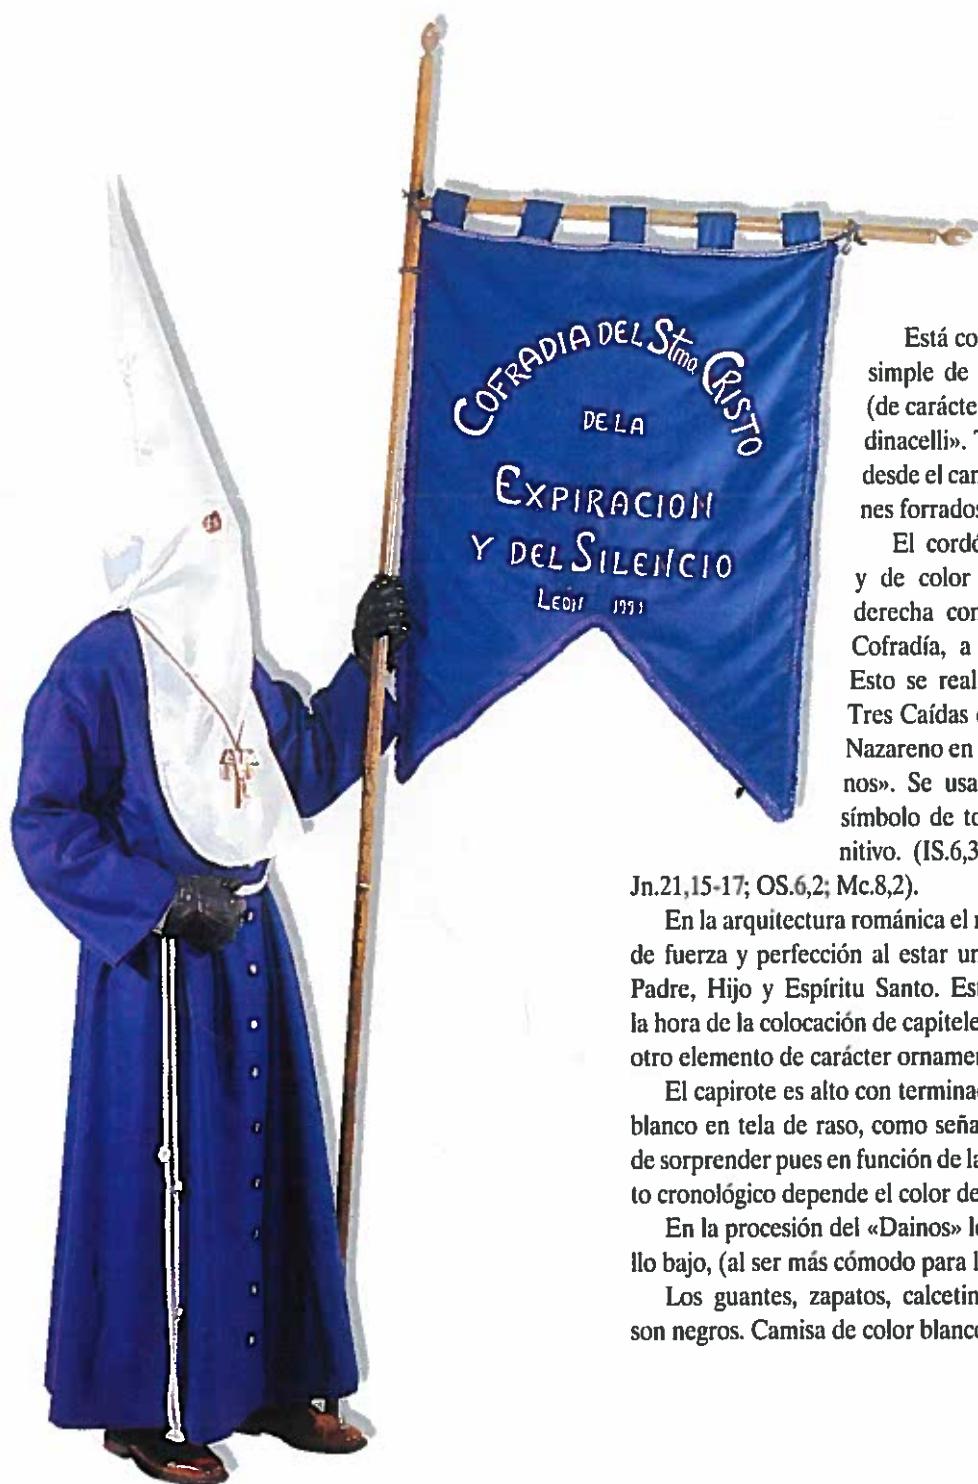 COFRADIA DEL Stmo CRISTO
DE LA
EXPIRACION
Y DEL SILENCIO
LEON 1991
Está co
simple de
(de carácte
dinacelli».
desde el car
nes forrados
El cordó
y de color
derecha con
Cofradía, a
Esto se real
Tres Caídas
Nazareno en
nos». Se usa
símbolo de to
nitivo. (IS.6,3
Jn.21,15-17; OS.6,2; Mc.8,2).
En la arquitectura románica el
de fuerza y perfección al estar un
Padre, Hijo y Espíritu Santo. Est
la hora de la colocación de capitele
otro elemento de carácter orname
El capirote es alto con termina
blanco en tela de raso, como seña
de sorprender pues en función de la
to cronológico depende el color de
En la procesión del «Dainos» l
llo bajo, (al ser más cómodo para l
Los guantes, zapatos, calcetin
son negros. Camisa de color blanc